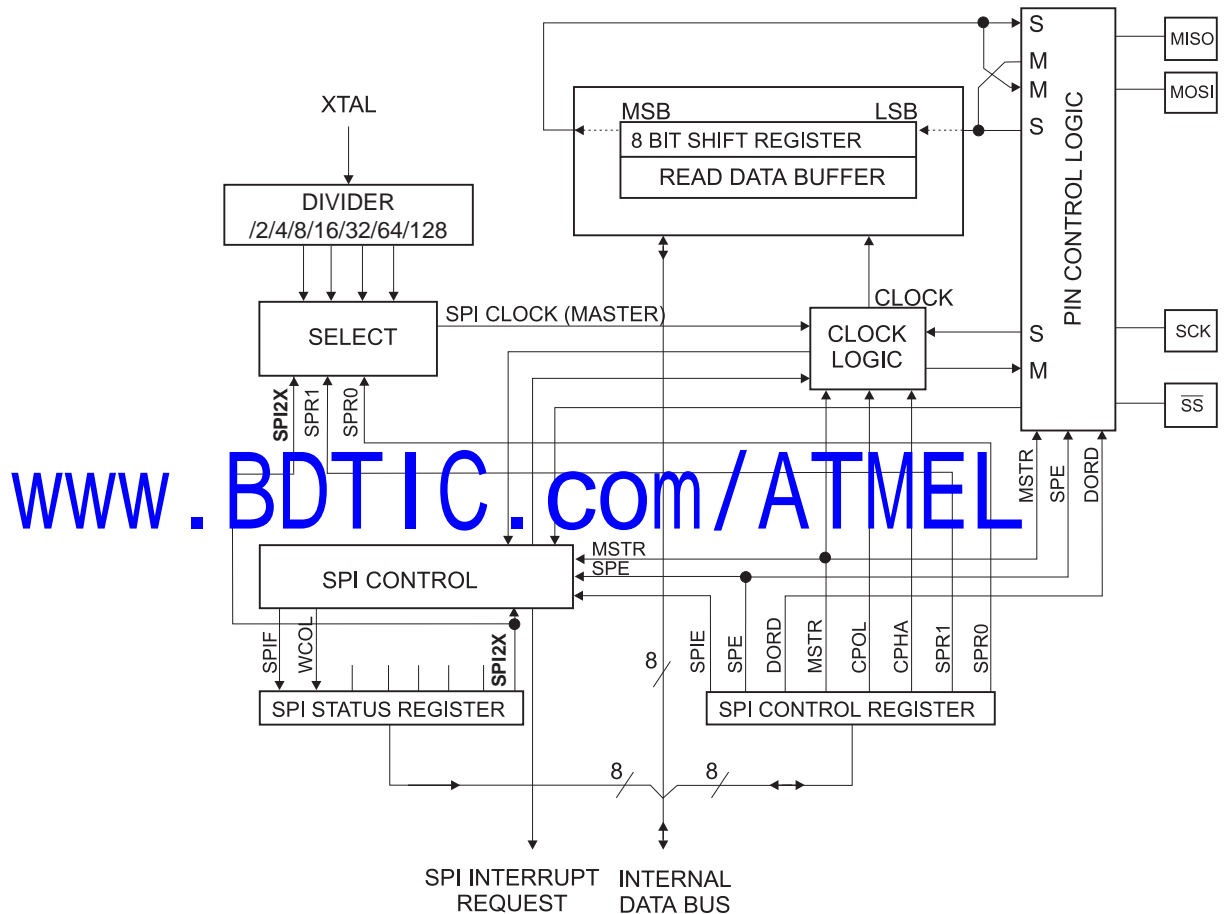 S
MISO
M
M
MOSI
S
PIN CONTROL LOGIC
XTAL
MSB
LSB
8 BIT SHIFT REGISTER
READ DATA BUFFER
DIVIDER
/2/4/8/16/32/64/128
SPI CLOCK (MASTER)
CLOCK
SELECT
CLOCK
LOGIC
S
M
SCK
SS
SPI2X
SPR1
SPR0
MSTR
SPE
DORD
www.BDTIC.com/ATMEL
MSTR
SPE
SPI CONTROL
SPIF
WCOL
SPI2X
8
SPIE
SPE
DORD
MSTR
CPOL
CPHA
SPR1
SPR0
SPI STATUS REGISTER
SPI CONTROL REGISTER
8
8
SPI INTERRUPT
REQUEST
INTERNAL
DATA BUS